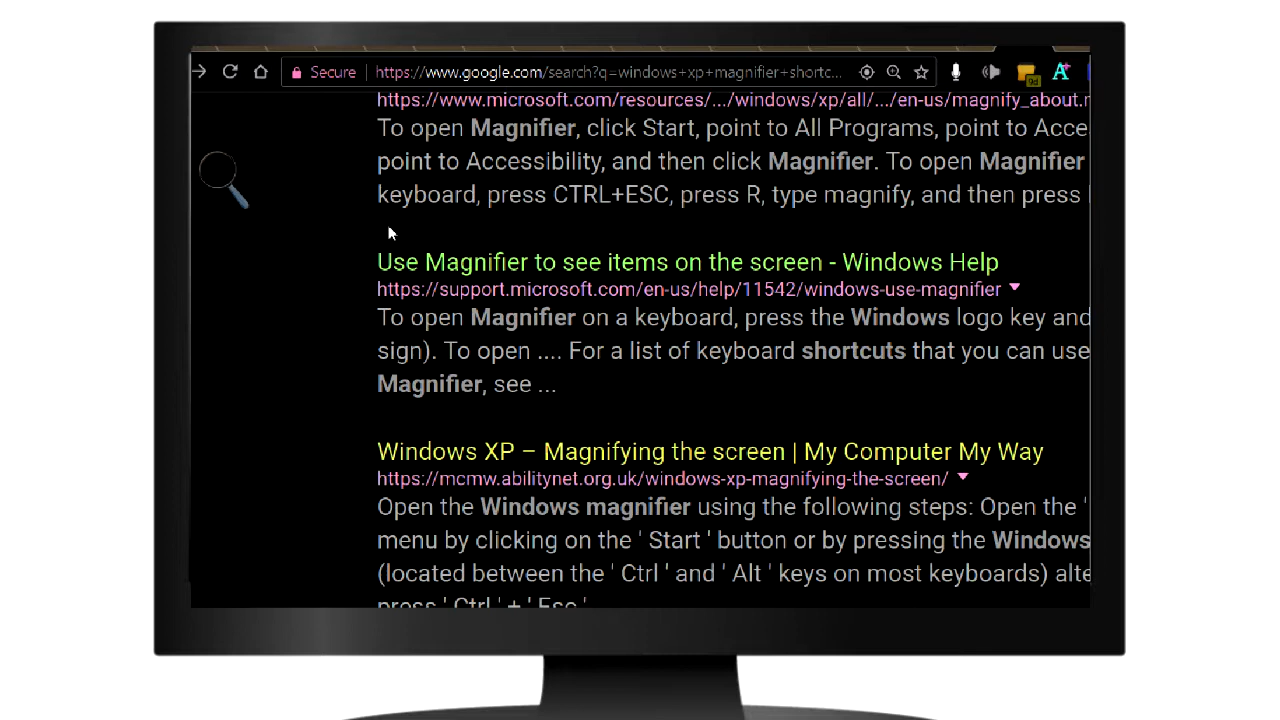 Secure https://www.google.com/search?q=windows+xp+magnifier+shortc...
https://www.microsoft.com/resources/.../windows/xp/all/.../en-us/magnify_about.
To open Magnifier, click Start, point to All Programs, point to Acce
point to Accessibility, and then click Magnifier. To open Magnifier
keyboard, press CTRL+ESC, press R, type magnify, and then press
Use Magnifier to see items on the screen - Windows Help
https://support.microsoft.com/en-us/help/11542/windows-use-magnifier
To open Magnifier on a keyboard, press the Windows logo key and
sign). To open .... For a list of keyboard shortcuts that you can use
Magnifier, see ...
Windows XP – Magnifying the screen | My Computer My Way
https://mcmw.abilitynet.org.uk/windows-xp-magnifying-the-screen/
Open the Windows magnifier using the following steps: Open the '
menu by clicking on the ' Start ' button or by pressing the Windows
(located between the ' Ctrl ' and ' Alt ' keys on most keyboards) alte
press ' Ctrl ' + ' Esc '